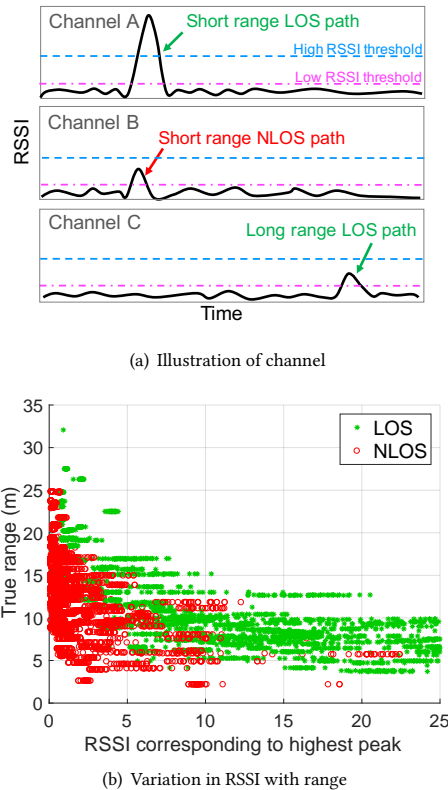 Channel A
Short range LOS path
High RSSI threshold
Low RSSI threshold
Channel B
Short range NLOS path
RSSI
Channel C
Long range LOS path
Time
(a) Illustration of channel
35
30
25
20
15
10
5
0
True range (m)
LOS
NLOS
0 5 10 15 20 25
RSSI corresponding to highest peak
(b) Variation in RSSI with range